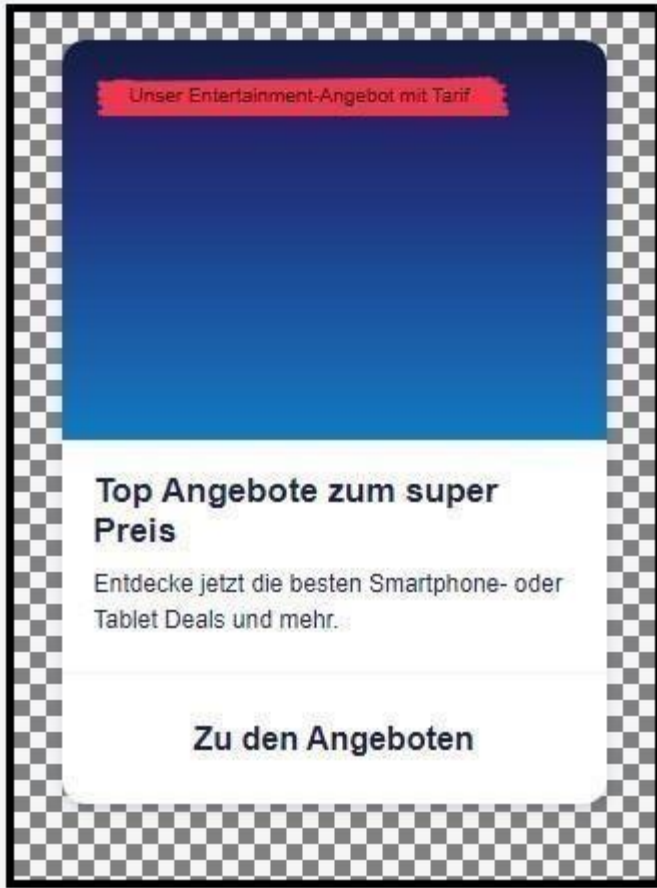 Unser Entertainment-Angebot mit Tarif
Top Angebote zum super
Preis
Entdecke jetzt die besten Smartphone- oder
Tablet Deals und mehr.
Zu den Angeboten